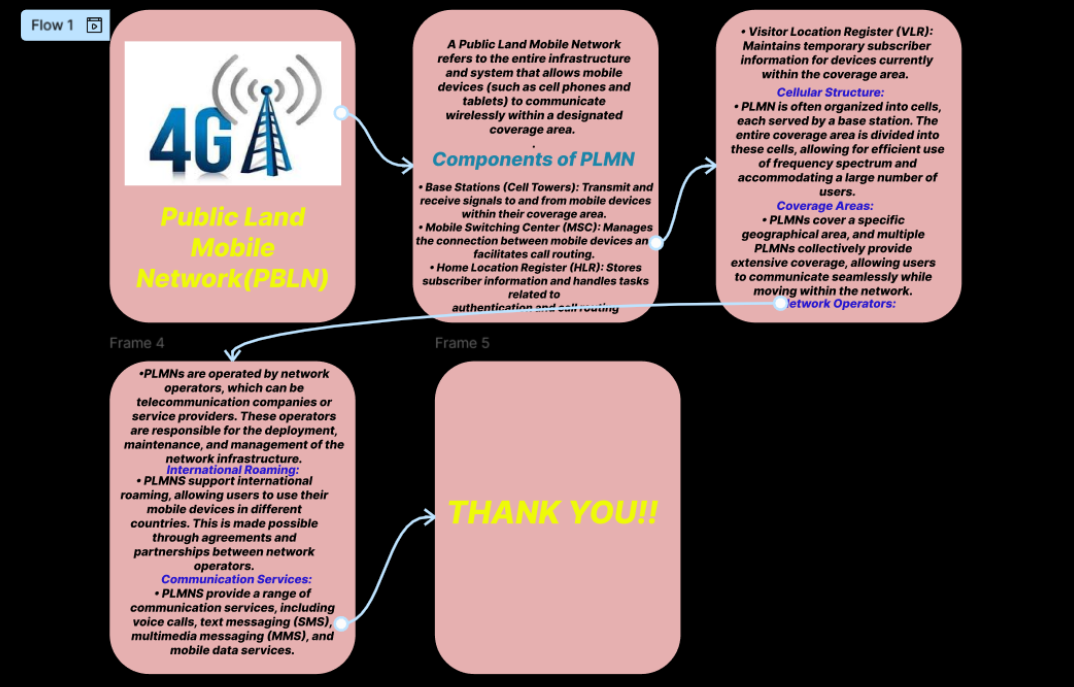 Flow 1
4G
Public Land
Mobile
Network(PBLN)
A Public Land Mobile Network
refers to the entire infrastructure
and system that allows mobile
devices (such as cell phones and
tablets) to communicate
wirelessly within a designated
coverage area.
.
Components of PLMN
• Base Stations (Cell Towers): Transmit and
receive signals to and from mobile devices
within their coverage area.
• Mobile Switching Center (MSC): Manages
the connection between mobile devices an
facilitates call routing.
• Home Location Register (HLR): Stores
subscriber information and handles tasks
related to
authentication and call routing
• Visitor Location Register (VLR):
Maintains temporary subscriber
information for devices currently
within the coverage area.
Cellular Structure:
• PLMN is often organized into cells,
each served by a base station. The
entire coverage area is divided into
these cells, allowing for efficient use
of frequency spectrum and
accommodating a large number of
users.
Coverage Areas:
• PLMNs cover a specific
geographical area, and multiple
PLMNs collectively provide
extensive coverage, allowing users
to communicate seamlessly while
moving within the network.
Network Operators:
Frame 4
•PLMNs are operated by network
operators, which can be
telecommunication companies or
service providers. These operators
are responsible for the deployment,
maintenance, and management of the
network infrastructure.
International Roaming:
• PLMNS support international
roaming, allowing users to use their
mobile devices in different
countries. This is made possible
through agreements and
partnerships between network
operators.
Communication Services:
• PLMNS provide a range of
communication services, including
voice calls, text messaging (SMS),
multimedia messaging (MMS), and
mobile data services.
Frame 5
THANK YOU!!